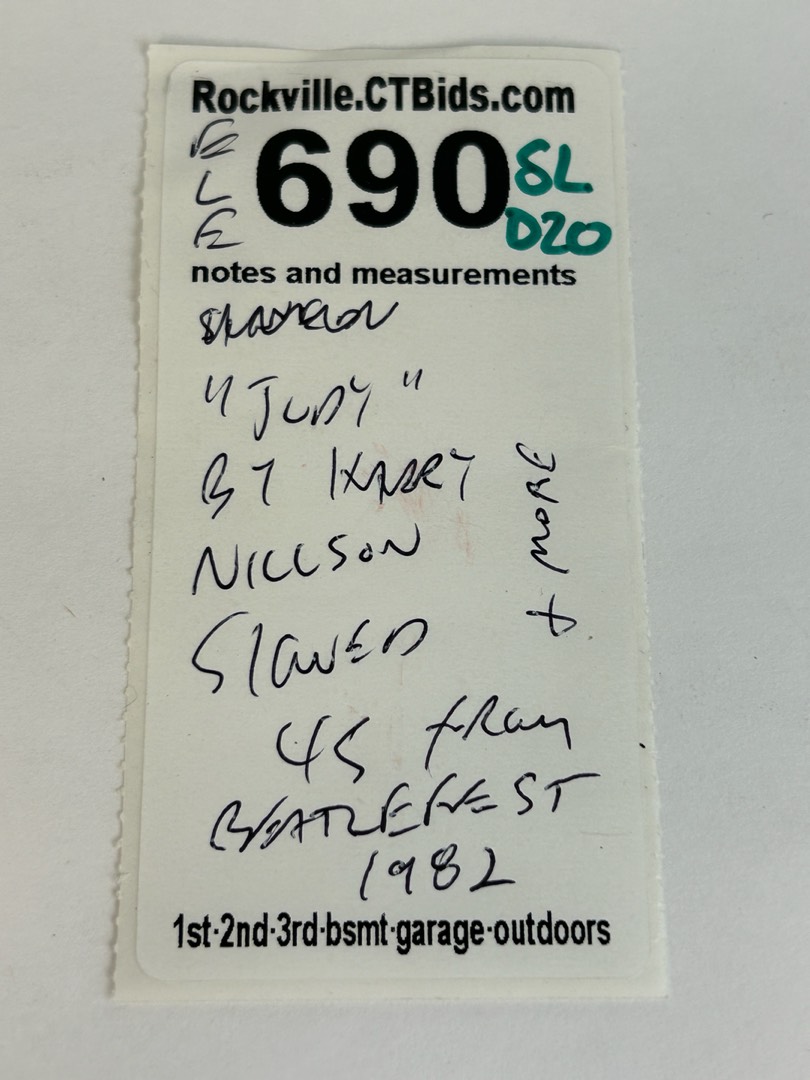 Rockville.CTBids.com
ELE
690
SL
D20
notes and measurements
"JUDY"
BY HARRY
NILLSON
SIGNED
45 FROM
BEATLEFEST
1982
+ MORE
1st·2nd·3rd·bsmt·garage·outdoors